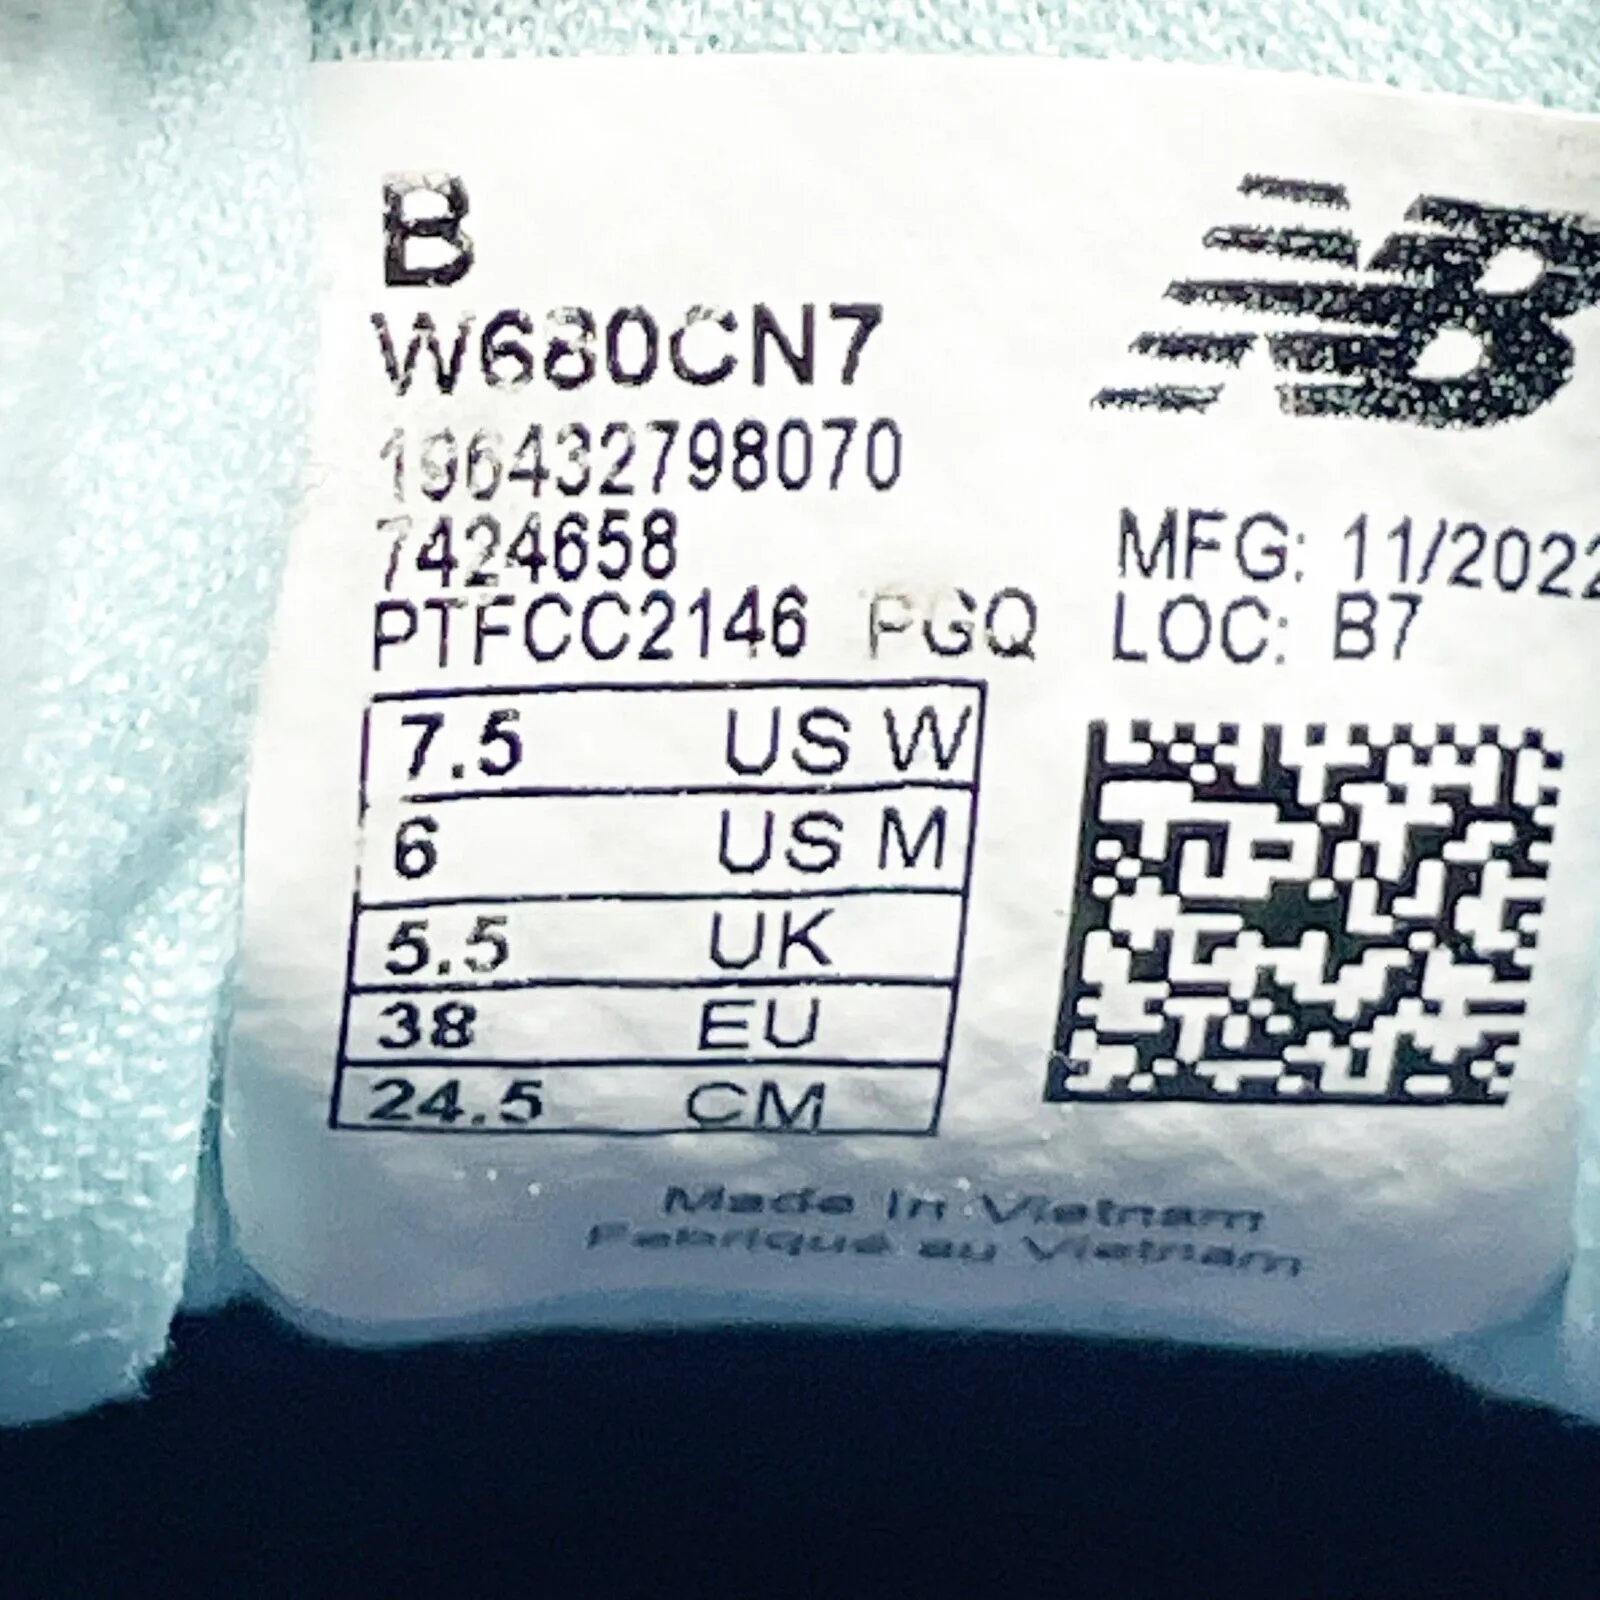 B
W680CN7
196432798070
7424658
PTFCC2146 PGQ
MFG: 11/2022
LOC: B7
7.5 US W
6 US M
5.5 UK
38 EU
24.5 CM
Made in Vietnam
Fabriqué au Vietnam